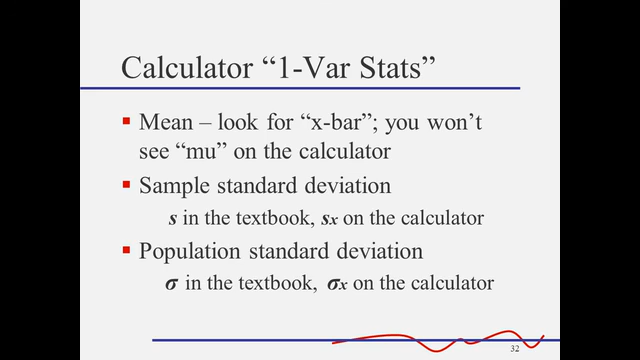 Calculator “1-Var Stats”
Mean – look for “x-bar”; you won’t
see “mu” on the calculator
Sample standard deviation
s in the textbook, sx on the calculator
Population standard deviation
σ in the textbook, σx on the calculator
32